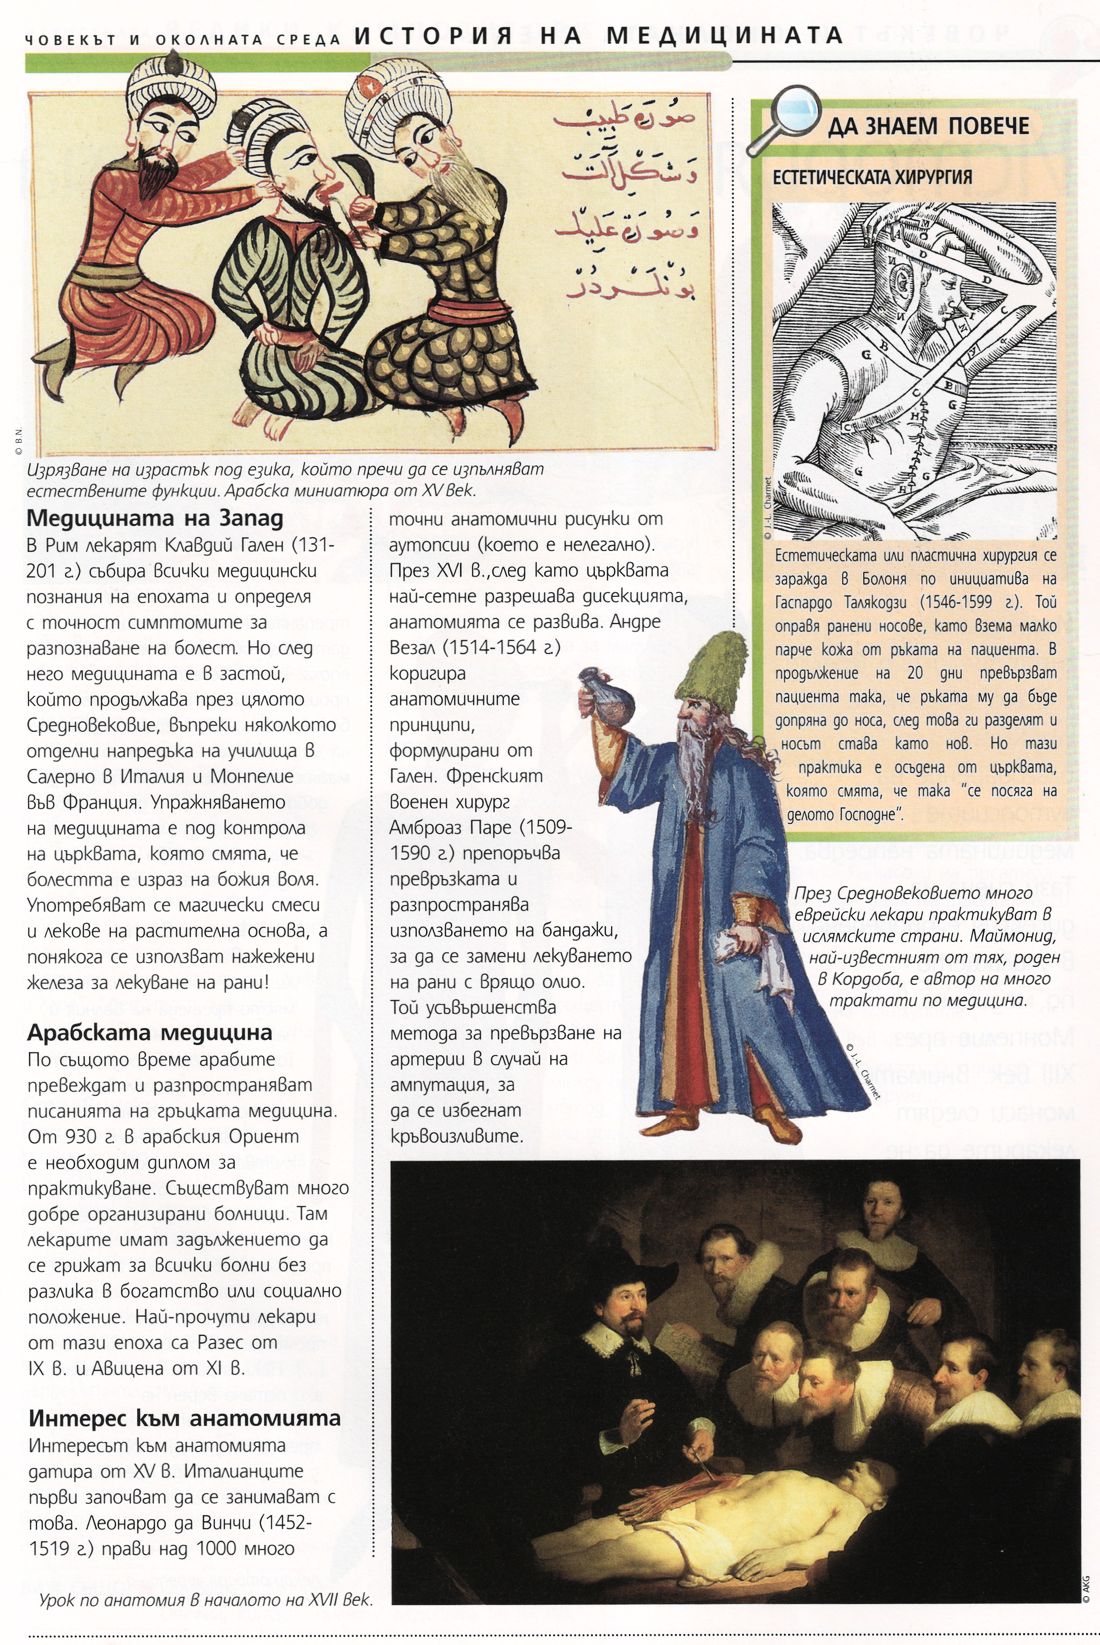 ЧОВЕКЪТ И ОКОЛНАТА СРЕДА ИСТОРИЯ НА МЕДИЦИНАТА
صورة طبيب
وشكل آلت
وصورة عليل
بونلردر
© B.N.
Изрязване на израстък под езика, който пречи да се изпълняват
естествените функции. Арабска миниатюра от XV век.
Медицината на Запад
В Рим лекарят Клавдий Гален (131-
201 г.) събира всички медицински
познания на епохата и определя
с точност симптомите за
разпознаване на болест. Но след
него медицината е в застой,
който продължава през цялото
Средновековие, въпреки няколкото
отделни напредъка на училища в
Салерно в Италия и Монпелие
във Франция. Упражняването
на медицината е под контрола
на църквата, която смята, че
болестта е израз на божия воля.
Употребяват се магически смеси
и лекове на растителна основа, а
понякога се използват нажежени
железа за лекуване на рани!
Арабската медицина
По същото време арабите
превеждат и разпространяват
писанията на гръцката медицина.
От 930 г. в арабския Ориент
е необходим диплом за
практикуване. Съществуват много
добре организирани болници. Там
лекарите имат задължението да
се грижат за всички болни без
разлика в богатство или социално
положение. Най-прочути лекари
от тази епоха са Разес от
IX в. и Авицена от XI в.
Интерес към анатомията
Интересът към анатомията
датира от XV в. Италианците
първи започват да се занимават с
това. Леонардо да Винчи (1452-
1519 г.) прави над 1000 много
точни анатомични рисунки от
аутопсии (което е нелегално).
През XVI в.,след като църквата
най-сетне разрешава дисекцията,
анатомията се развива. Андре
Везал (1514-1564 г.)
коригира
анатомичните
принципи,
формулирани от
Гален. Френският
военен хирург
Амброаз Паре (1509-
1590 г.) препоръчва
превръзката и
разпространява
използването на бандажи,
за да се замени лекуването
на рани с врящо олио.
Той усъвършенства
метода за превързване на
артерии в случай на
ампутация, за
да се избегнат
кръвоизливите.
ДА ЗНАЕМ ПОВЕЧЕ
ЕСТЕТИЧЕСКАТА ХИРУРГИЯ
© J.-L. Charmet
Естетическата или пластична хирургия се
заражда в Болоня по инициатива на
Гаспардо Талякодзи (1546-1599 г.). Той
оправя ранени носове, като взема малко
парче кожа от ръката на пациента. В
продължение на 20 дни превързват
пациента така, че ръката му да бъде
допряна до носа, след това ги разделят и
носът става като нов. Но тази
практика е осъдена от църквата,
която смята, че така "се посяга на
делото Господне".
През Средновековието много
еврейски лекари практикуват в
ислямските страни. Маймонид,
най-известният от тях, роден
в Кордоба, е автор на много
трактати по медицина.
© J.-L. Charmet
© AKG
Урок по анатомия в началото на XVII век.